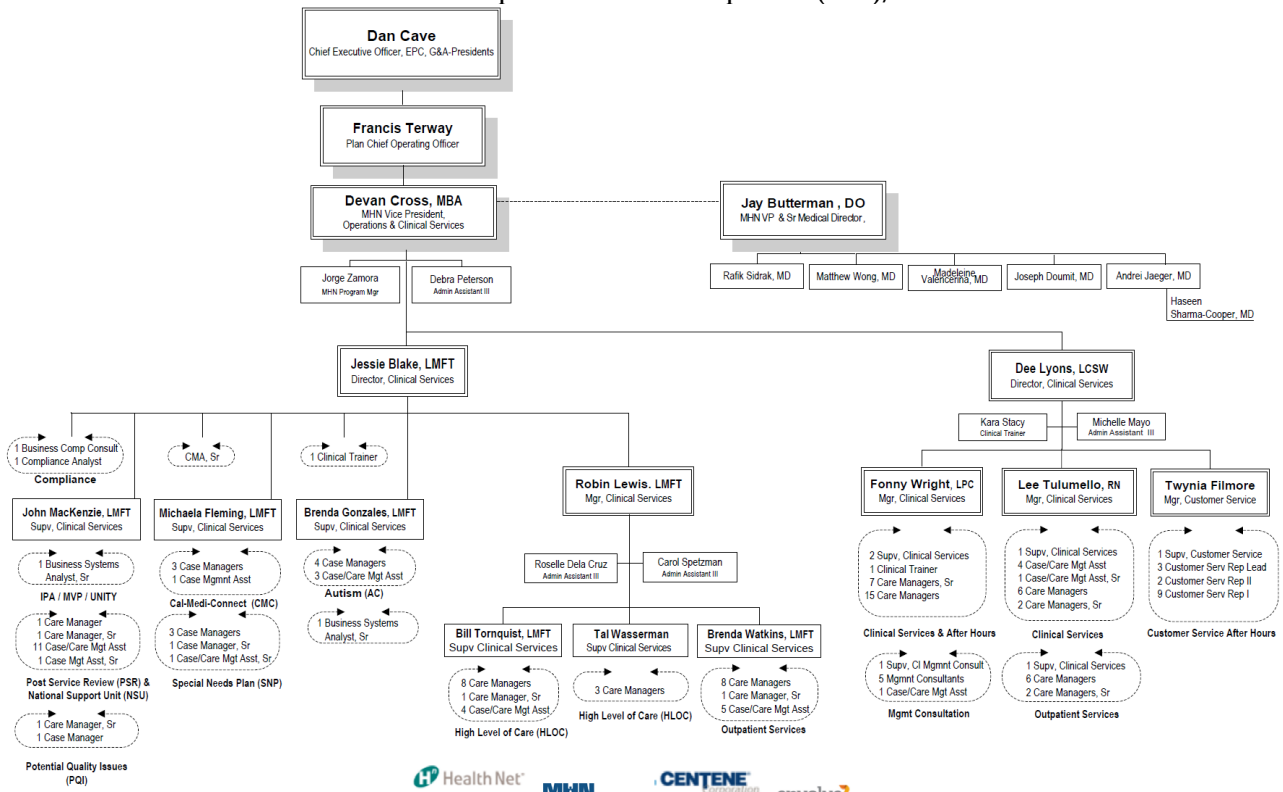 Dan Cave
Chief Executive Officer, EPC, G&A-Presidents
Francis Terway
Plan Chief Operating Officer
Devan Cross, MBA
MHN Vice President,
Operations & Clinical Services
Jay Butterman , DO
MHN VP & Sr Medical Director ,
Jorge Zamora
MHN Program Mgr
Debra Peterson
Admin Assistant III
Rafik Sidrak, MD
Matthew Wong, MD
Madeleine
Valencerina, MD
Joseph Doumit, MD
Andrei Jaeger, MD
Haseen
Sharma-Cooper, MD
Jessie Blake, LMFT
Director, Clinical Services
Dee Lyons, LCSW
Director, Clinical Services
Kara Stacy
Clinical Trainer
Michelle Mayo
Admin Assistant III
1 Business Comp Consult
1 Compliance Analyst
Compliance
CMA, Sr
1 Clinical Trainer
John MacKenzie, LMFT
Supv, Clinical Services
Michaela Fleming, LMFT
Supv, Clinical Services
Brenda Gonzales, LMFT
Supv, Clinical Services
Robin Lewis. LMFT
Mgr, Clinical Services
Fonny Wright, LPC
Mgr, Clinical Services
Lee Tulumello, RN
Mgr, Clinical Services
Twynia Filmore
Mgr, Customer Service
1 Business Systems
Analyst, Sr
IPA / MVP / UNITY
1 Care Manager
1 Care Manager, Sr
11 Case/Care Mgt Asst
1 Case Mgt Asst, Sr
Post Service Review (PSR) &
National Support Unit (NSU)
1 Care Manager, Sr
1 Case Manager
Potential Quality Issues
(PQI)
3 Case Managers
1 Case Mgmnt Asst
Cal-Medi-Connect (CMC)
3 Case Managers
1 Case Manager, Sr
1 Case/Care Mgt Asst, Sr
Special Needs Plan (SNP)
4 Case Managers
3 Case/Care Mgt Asst
Autism (AC)
1 Business Systems
Analyst, Sr
Roselle Dela Cruz
Admin Assistant III
Carol Spetzman
Admin Assistant III
Bill Tornquist, LMFT
Supv Clinical Services
Tal Wasserman
Supv Clinical Services
Brenda Watkins, LMFT
Supv Clinical Services
8 Care Managers
1 Care Manager, Sr
4 Case/Care Mgt Asst
High Level of Care (HLOC)
3 Care Managers
High Level of Care (HLOC)
8 Care Managers
1 Care Manager, Sr
5 Case/Care Mgt Asst
Outpatient Services
2 Supv, Clinical Services
1 Clinical Trainer
7 Care Managers, Sr
15 Care Managers
Clinical Services & After Hours
1 Supv, Cl Mgmnt Consult
5 Mgmnt Consultants
1 Case/Care Mgt Asst
Mgmt Consultation
1 Supv, Clinical Services
4 Case/Care Mgt Asst
1 Case/Care Mgt Asst, Sr
6 Care Managers
2 Care Managers, Sr
Clinical Services
1 Supv, Clinical Services
6 Care Managers
2 Care Managers, Sr
Outpatient Services
1 Supv, Customer Service
3 Customer Serv Rep Lead
2 Customer Serv Rep II
9 Customer Serv Rep I
Customer Service After Hours
Health Net
MHN
CENTENE
Corporation